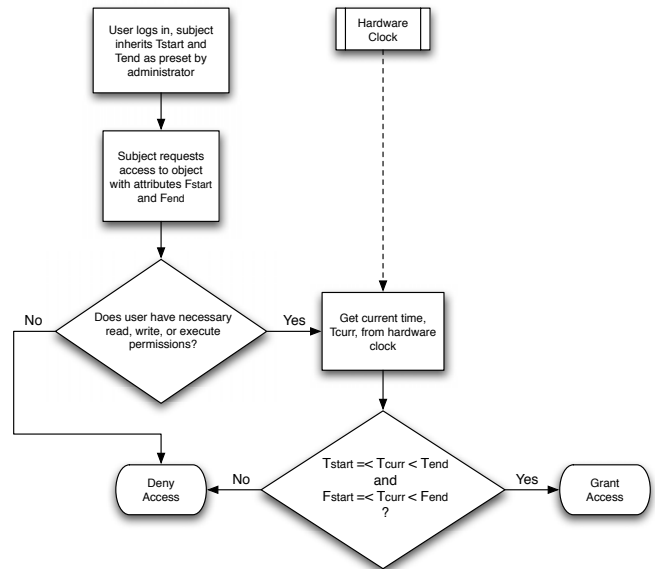 User logs in, subject
inherits Tstart and
Tend as preset by
administrator
Hardware
Clock
Subject requests
access to object
with attributes Fstart
and Fend
No
Does user have necessary
read, write, or execute
permissions?
Yes
Get current time,
Tcurr, from hardware
clock
Deny
Access
No
Tstart =< Tcurr < Tend
and
Fstart =< Tcurr < Fend
?
Yes
Grant
Access